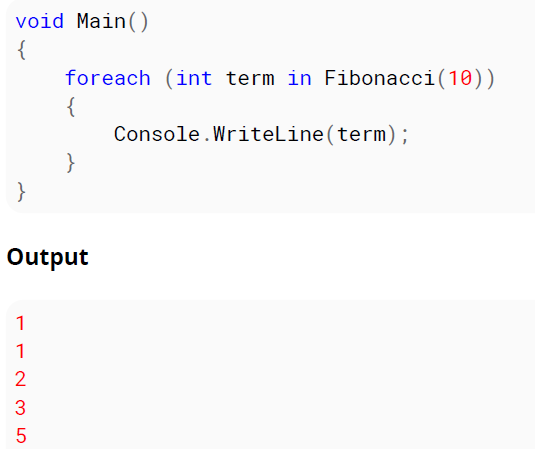 void Main()
{
    foreach (int term in Fibonacci(10))
    {
        Console.WriteLine(term);
    }
}
Output
1
1
2
3
5